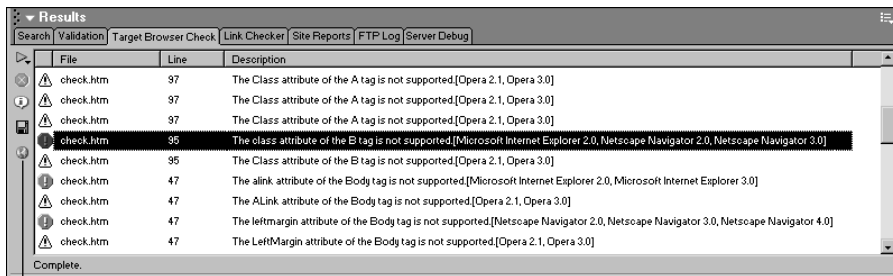 Results
Search Validation Target Browser Check Link Checker Site Reports FTP Log Server Debug
File Line Description
check.htm 97 The Class attribute of the A tag is not supported.[Opera 2.1, Opera 3.0]
check.htm 97 The Class attribute of the A tag is not supported.[Opera 2.1, Opera 3.0]
check.htm 97 The Class attribute of the A tag is not supported.[Opera 2.1, Opera 3.0]
check.htm 95 The class attribute of the B tag is not supported.[Microsoft Internet Explorer 2.0, Netscape Navigator 2.0, Netscape Navigator 3.0]
check.htm 95 The Class attribute of the B tag is not supported.[Opera 2.1, Opera 3.0]
check.htm 47 The alink attribute of the Body tag is not supported.[Microsoft Internet Explorer 2.0, Microsoft Internet Explorer 3.0]
check.htm 47 The ALink attribute of the Body tag is not supported.[Opera 2.1, Opera 3.0]
check.htm 47 The leftmargin attribute of the Body tag is not supported.[Netscape Navigator 2.0, Netscape Navigator 3.0, Netscape Navigator 4.0]
check.htm 47 The LeftMargin attribute of the Body tag is not supported.[Opera 2.1, Opera 3.0]
Complete.